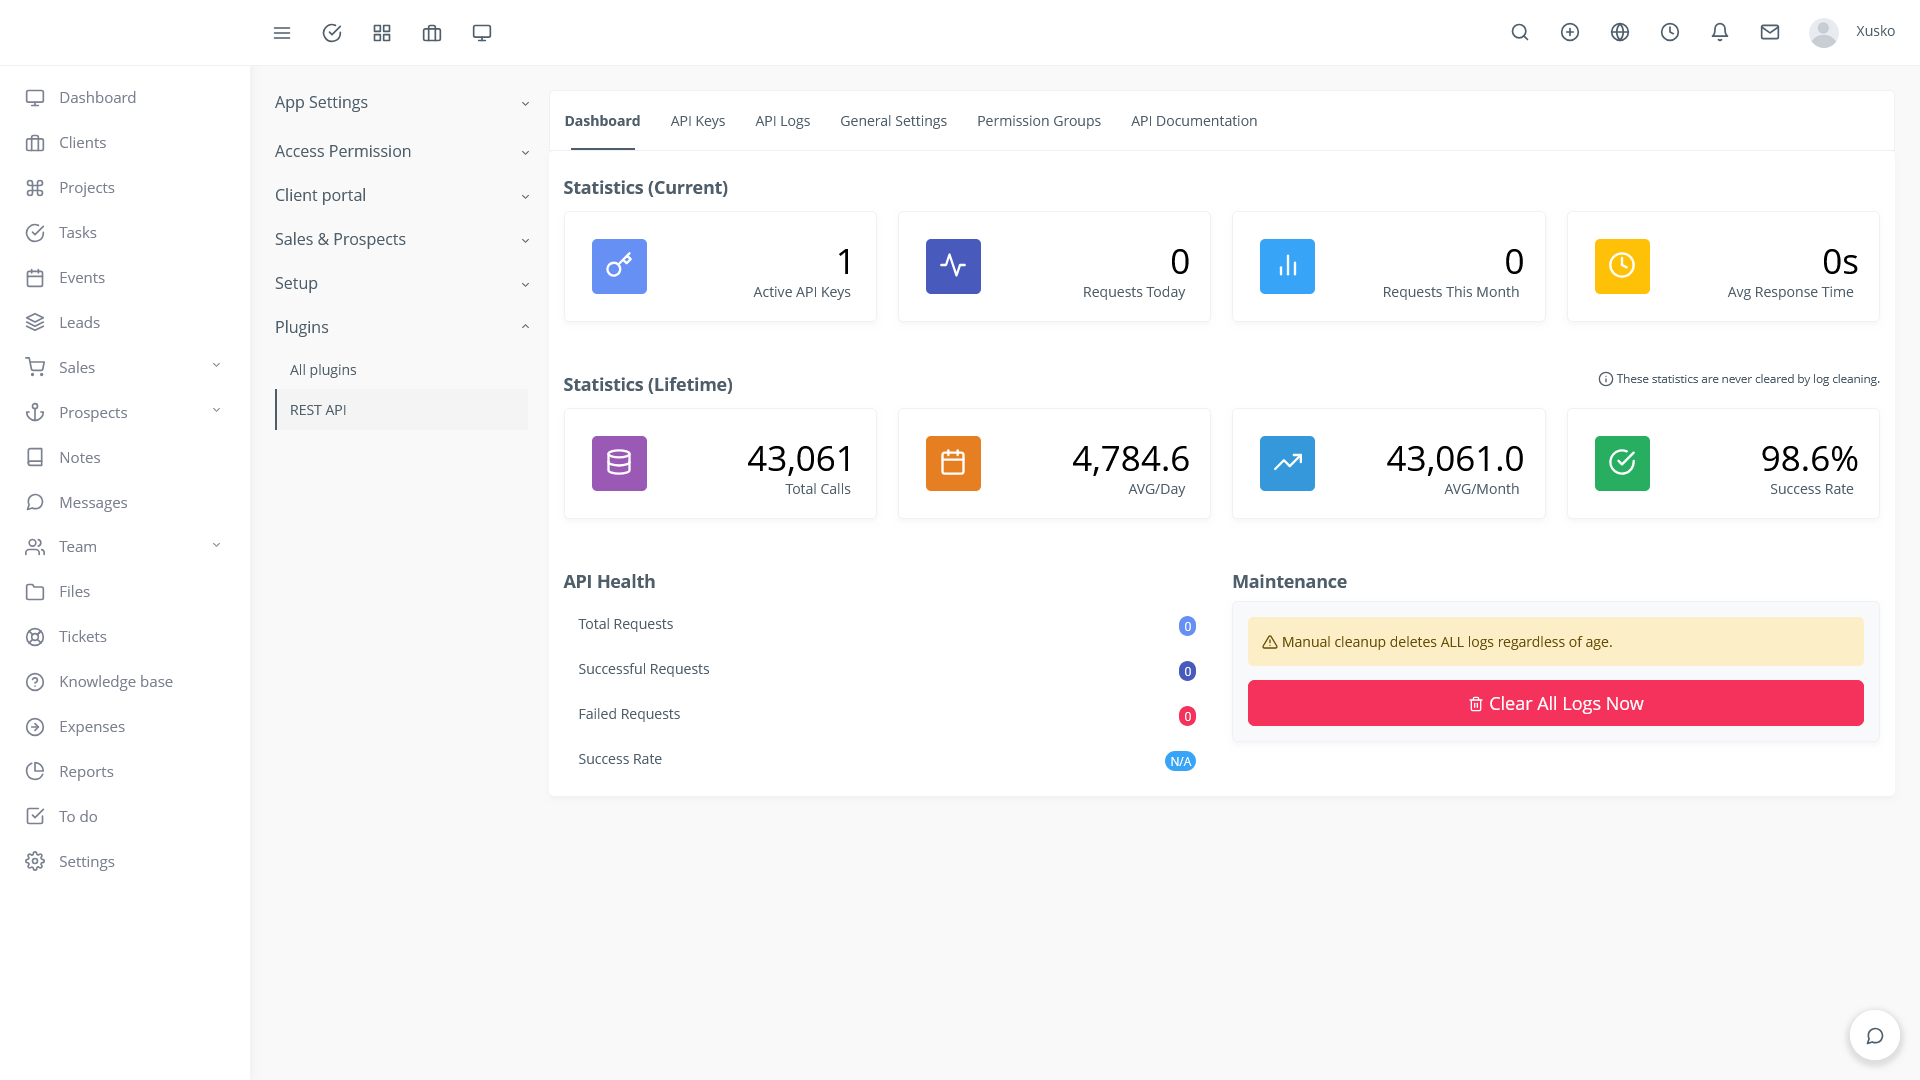 Xusko
Dashboard
Clients
Projects
Tasks
Events
Leads
Sales
Prospects
Notes
Messages
Team
Files
Tickets
Knowledge base
Expenses
Reports
To do
Settings
App Settings
Access Permission
Client portal
Sales & Prospects
Setup
Plugins
All plugins
REST API
Dashboard API Keys API Logs General Settings Permission Groups API Documentation
Statistics (Current)
1
Active API Keys
0
Requests Today
0
Requests This Month
0s
Avg Response Time
Statistics (Lifetime)
These statistics are never cleared by log cleaning.
43,061
Total Calls
4,784.6
AVG/Day
43,061.0
AVG/Month
98.6%
Success Rate
API Health
Total Requests 0
Successful Requests 0
Failed Requests 0
Success Rate N/A
Maintenance
Manual cleanup deletes ALL logs regardless of age.
Clear All Logs Now